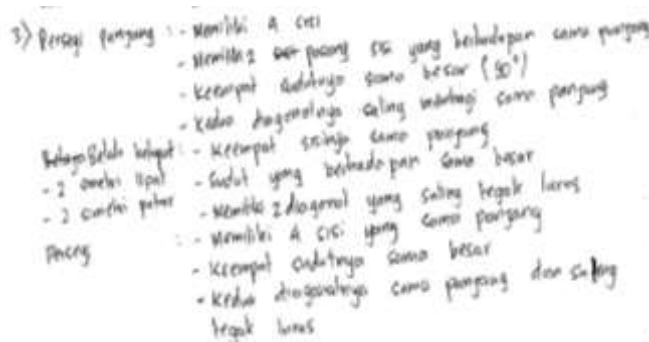 3) Persegi Panjang : - Memiliki 4 sisi
- Memiliki 2 pasang sisi yang berhadapan sama panjang
- Keempat sudutnya sama besar (90°)
- Kedua diagonalnya saling membagi sama panjang
Belah ketupat : - Keempat sisinya sama panjang
- 2 simetri lipat - Sudut yang berhadapan sama besar
- 2 simetri putar - Memiliki 2 diagonal yang saling tegak lurus
Persegi : - Memiliki 4 sisi yang sama panjang
- Keempat sudutnya sama besar
- Kedua diagonalnya sama panjang dan saling
tegak lurus